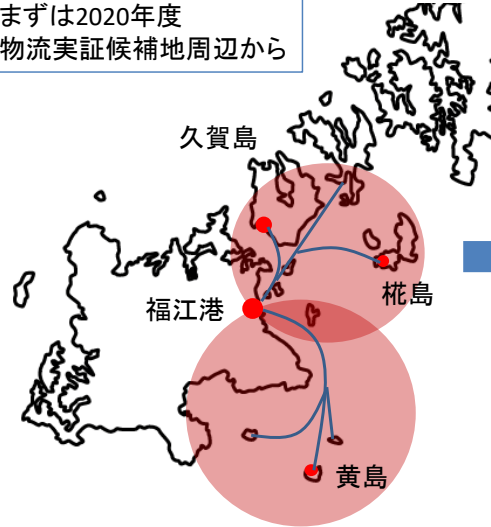 まずは2020年度
物流実証候補地周辺から
久賀島
福江港
椛島
黄島